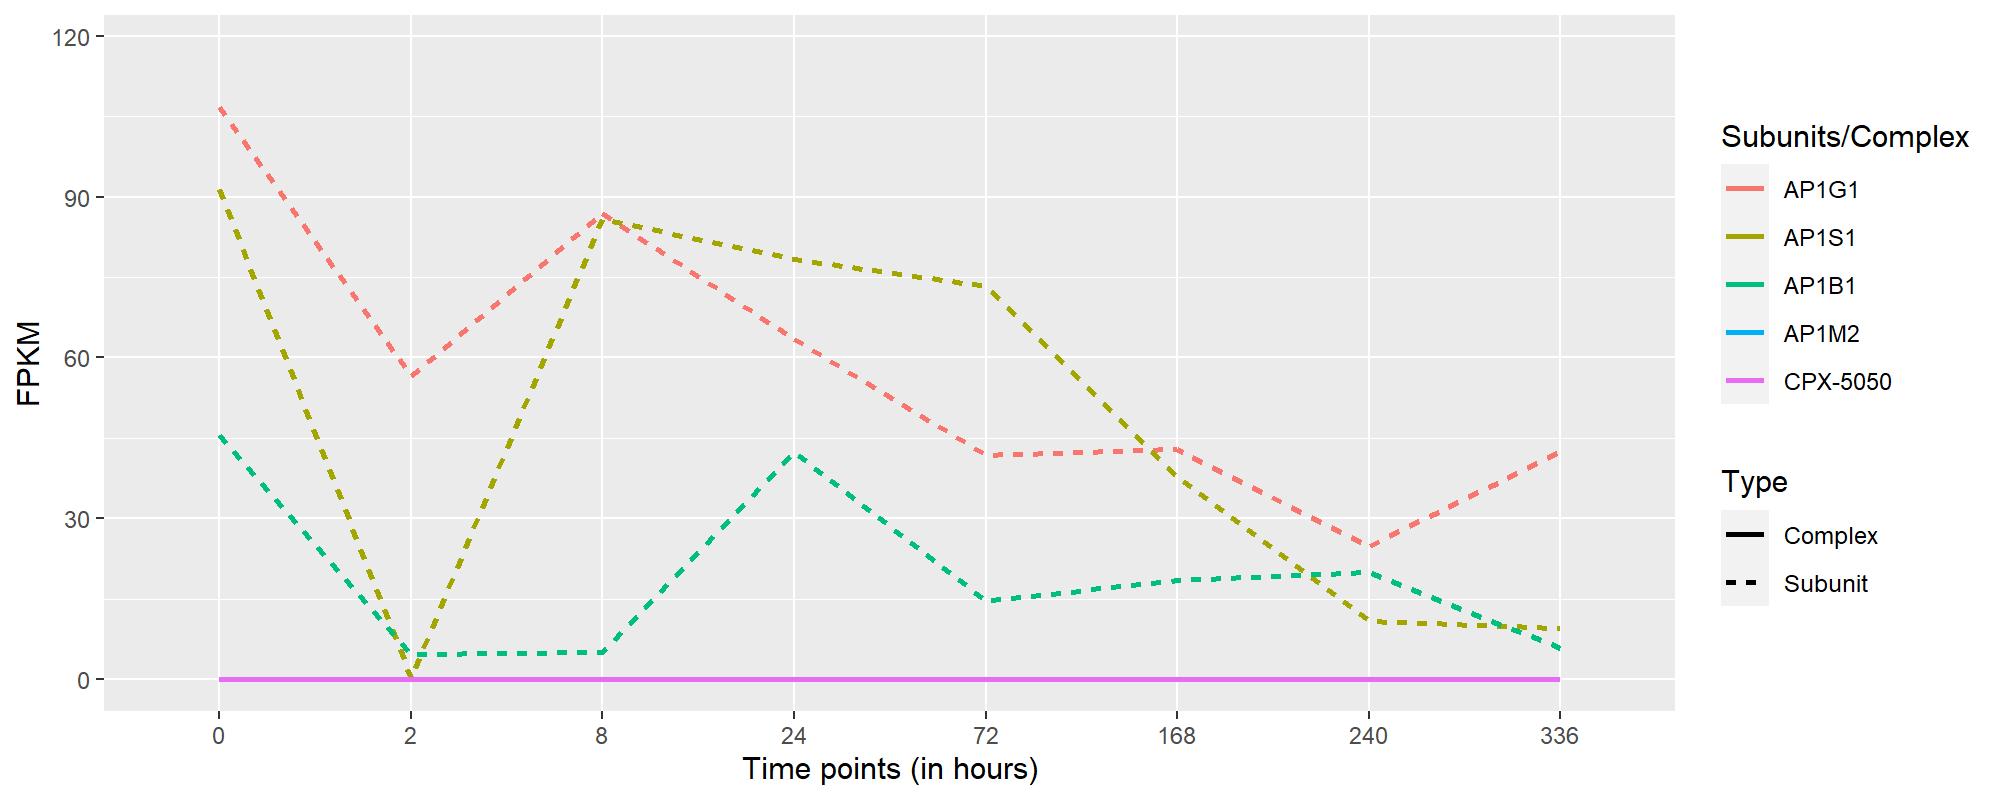 120
90
60
30
0
FPKM
0 2 8 24 72 168 240 336
Time points (in hours)
Subunits/Complex
AP1G1
AP1S1
AP1B1
AP1M2
CPX-5050
Type
Complex
Subunit